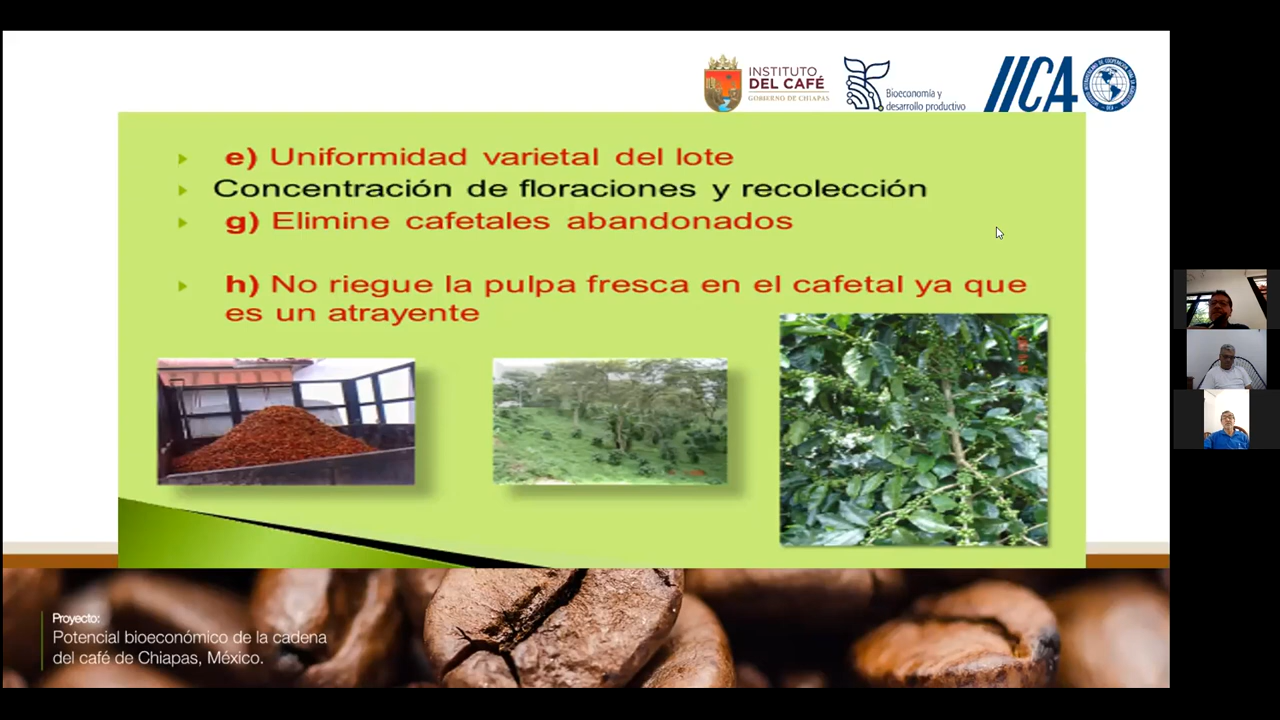 INSTITUTO
DEL CAFÉ
GOBIERNO DE CHIAPAS
Bioeconomía y
desarrollo productivo
IICA
e) Uniformidad varietal del lote
Concentración de floraciones y recolección
g) Elimine cafetales abandonados
h) No riegue la pulpa fresca en el cafetal ya que
es un atrayente
Proyecto:
Potencial bioeconómico de la cadena
del café de Chiapas, México.